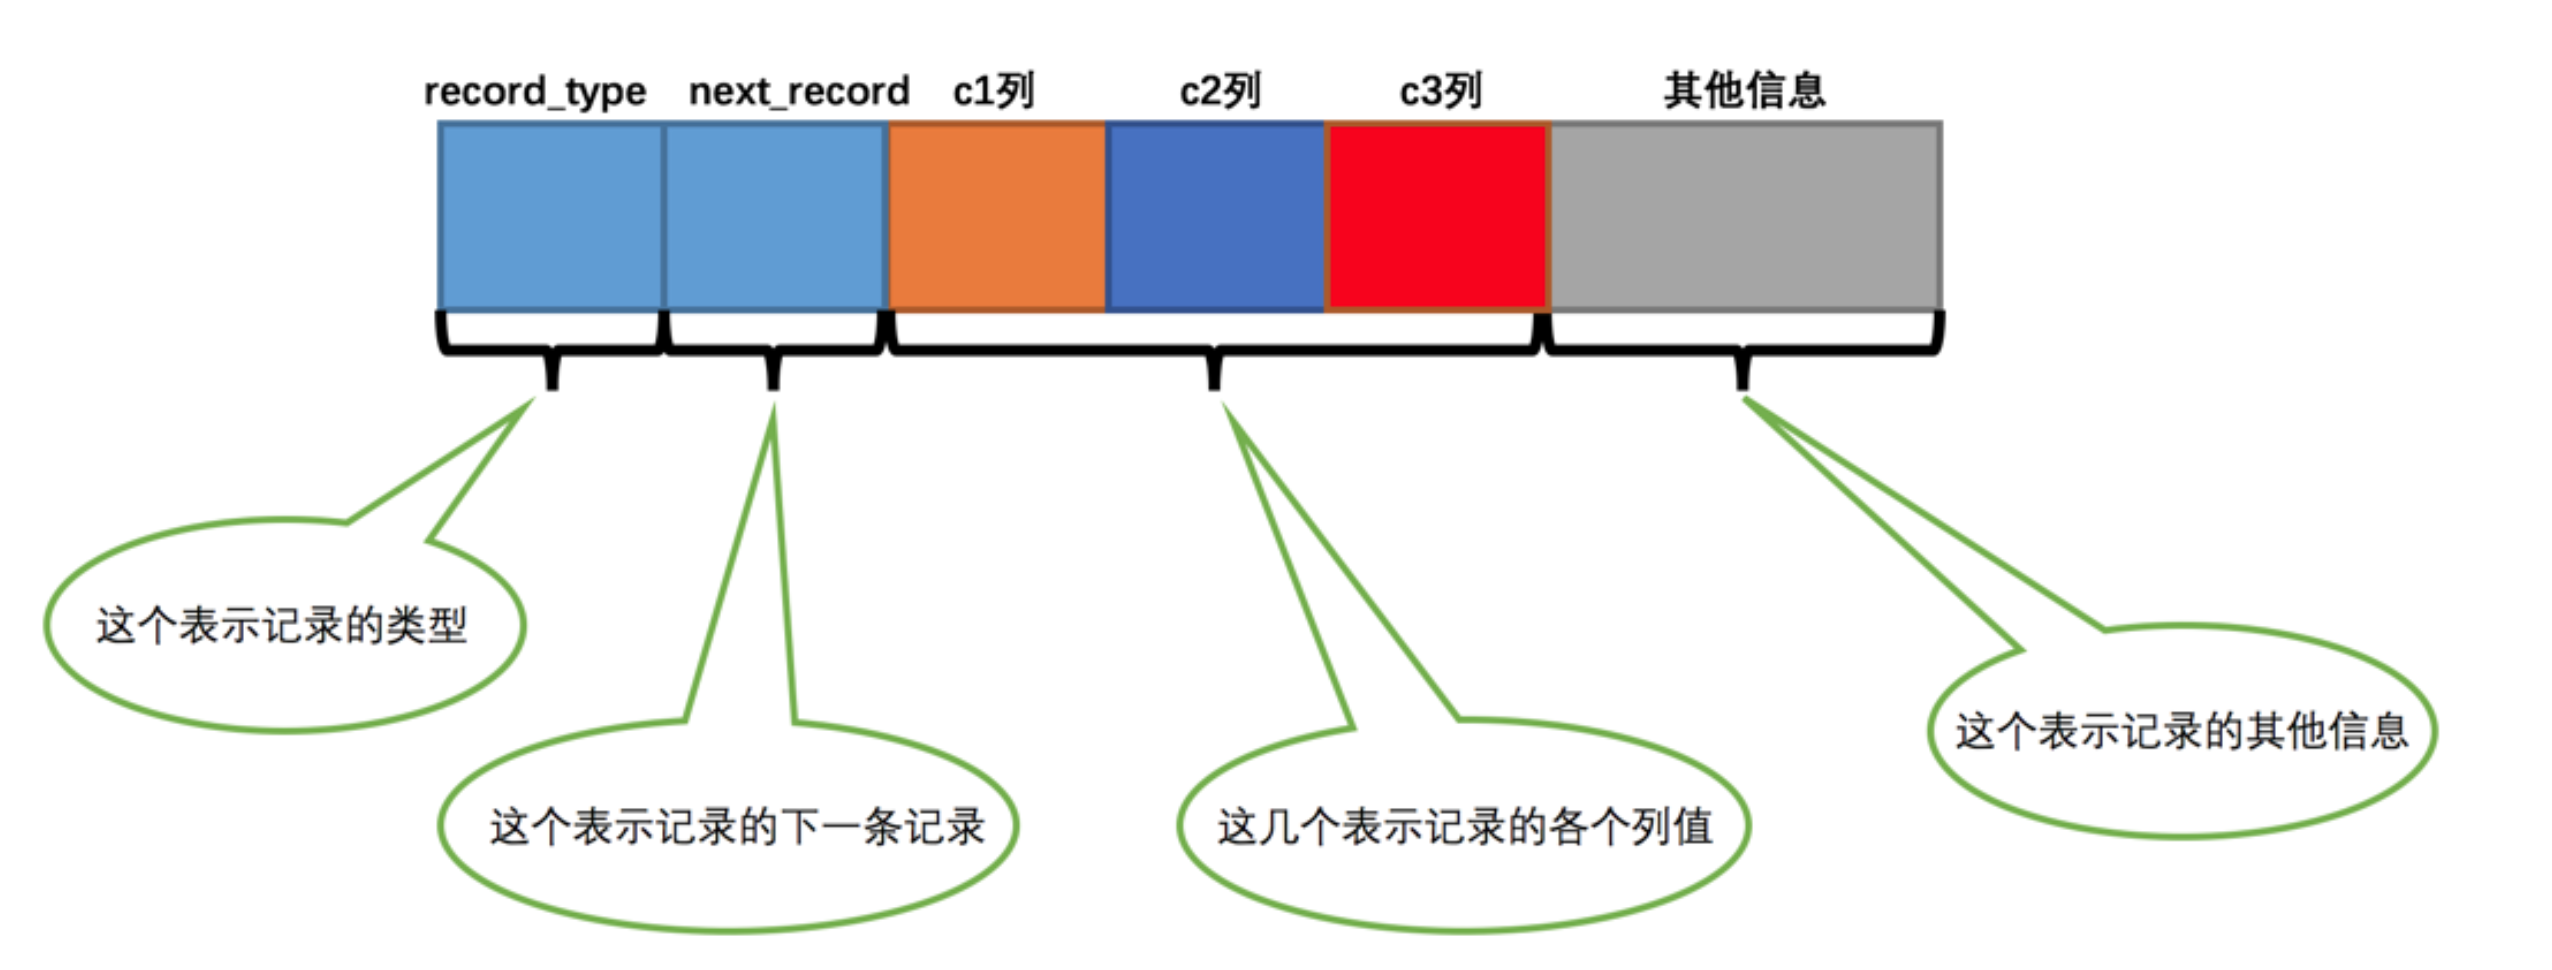 record_type
next_record
c1列
c2列
c3列
其他信息
这个表示记录的类型
这个表示记录的下一条记录
这几个表示记录的各个列值
这个表示记录的其他信息